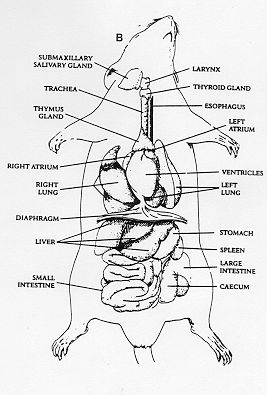 B
SUBMAXILLARY
SALIVARY GLAND
TRACHEA
THYMUS
GLAND
RIGHT ATRIUM
RIGHT
LUNG
DIAPHRAGM
LIVER
SMALL
INTESTINE
LARYNX
THYROID GLAND
ESOPHAGUS
LEFT
ATRIUM
VENTRICLES
LEFT
LUNG
STOMACH
SPLEEN
LARGE
INTESTINE
CAECUM